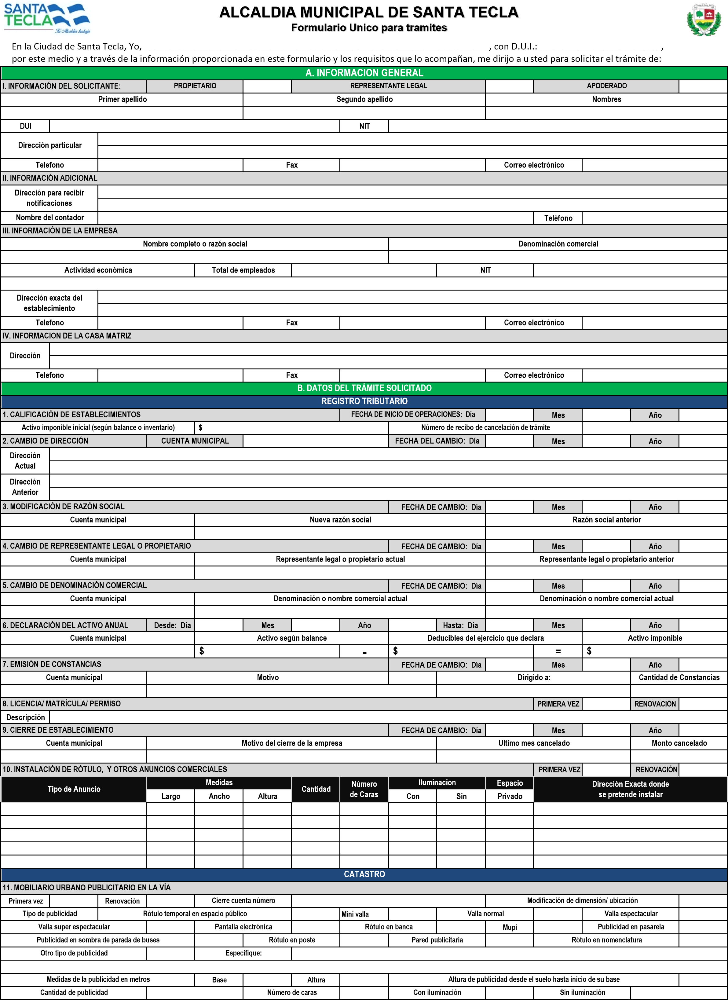 SANTA
TECLA
Tu Alcaldía trabaja
ALCALDIA MUNICIPAL DE SANTA TECLA
Formulario Unico para tramites
En la Ciudad de Santa Tecla, Yo, ______________________________________________________________________, con D.U.I.:________________________ _,
por este medio y a través de la información proporcionada en este formulario y los requisitos que lo acompañan, me dirijo a usted para solicitar el trámite de:
A. INFORMACION GENERAL
I. INFORMACIÓN DEL SOLICITANTE: PROPIETARIO REPRESENTANTE LEGAL APODERADO
Primer apellido Segundo apellido Nombres
DUI NIT
Dirección particular
Telefono Fax Correo electrónico
II. INFORMACIÓN ADICIONAL
Dirección para recibir
notificaciones
Nombre del contador Teléfono
III. INFORMACIÓN DE LA EMPRESA
Nombre completo o razón social Denominación comercial
Actividad económica Total de empleados NIT
Dirección exacta del
establecimiento
Telefono Fax Correo electrónico
IV. INFORMACION DE LA CASA MATRIZ
Dirección
Telefono Fax Correo electrónico
B. DATOS DEL TRÁMITE SOLICITADO
REGISTRO TRIBUTARIO
1. CALIFICACIÓN DE ESTABLECIMIENTOS FECHA DE INICIO DE OPERACIONES: Día Mes Año
Activo imponible inicial (según balance o inventario) $ Número de recibo de cancelación de trámite
2. CAMBIO DE DIRECCIÓN CUENTA MUNICIPAL FECHA DEL CAMBIO: Día Mes Año
Dirección
Actual
Dirección
Anterior
3. MODIFICACIÓN DE RAZÓN SOCIAL FECHA DE CAMBIO: Día Mes Año
Cuenta municipal Nueva razón social Razón social anterior
4. CAMBIO DE REPRESENTANTE LEGAL O PROPIETARIO FECHA DE CAMBIO: Día Mes Año
Cuenta municipal Representante legal o propietario actual Representante legal o propietario anterior
5. CAMBIO DE DENOMINACIÓN COMERCIAL FECHA DE CAMBIO: Día Mes Año
Cuenta municipal Denominación o nombre comercial actual Denominación o nombre comercial actual
6. DECLARACIÓN DEL ACTIVO ANUAL Desde: Día Mes Año Hasta: Día Mes Año
Cuenta municipal Activo según balance Deducibles del ejercicio que declara Activo imponible
$ - $ = $
7. EMISIÓN DE CONSTANCIAS FECHA DE CAMBIO: Día Mes Año
Cuenta municipal Motivo Dirigido a: Cantidad de Constancias
8. LICENCIA/ MATRÍCULA/ PERMISO PRIMERA VEZ RENOVACIÓN
Descripción
9. CIERRE DE ESTABLECIMIENTO FECHA DE CAMBIO: Día Mes Año
Cuenta municipal Motivo del cierre de la empresa Ultimo mes cancelado Monto cancelado
10. INSTALACIÓN DE RÓTULO, Y OTROS ANUNCIOS COMERCIALES PRIMERA VEZ RENOVACIÓN
Tipo de Anuncio Medidas Cantidad Número de Caras Iluminacion Espacio Dirección Exacta donde se pretende instalar
Largo Ancho Altura Con Sin Privado
CATASTRO
11. MOBILIARIO URBANO PUBLICITARIO EN LA VÍA
Primera vez Renovación Cierre cuenta número Modificación de dimensión/ ubicación
Tipo de publicidad Rótulo temporal en espacio público Mini valla Valla normal Valla espectacular
Valla super espectacular Pantalla electrónica Rótulo en banca Mupi Publicidad en pasarela
Publicidad en sombra de parada de buses Rótulo en poste Pared publicitaria Rótulo en nomenclatura
Otro tipo de publicidad Especifique:
Medidas de la publicidad en metros Base Altura Altura de publicidad desde el suelo hasta inicio de su base
Cantidad de publicidad Número de caras Con iluminación Sin iluminación